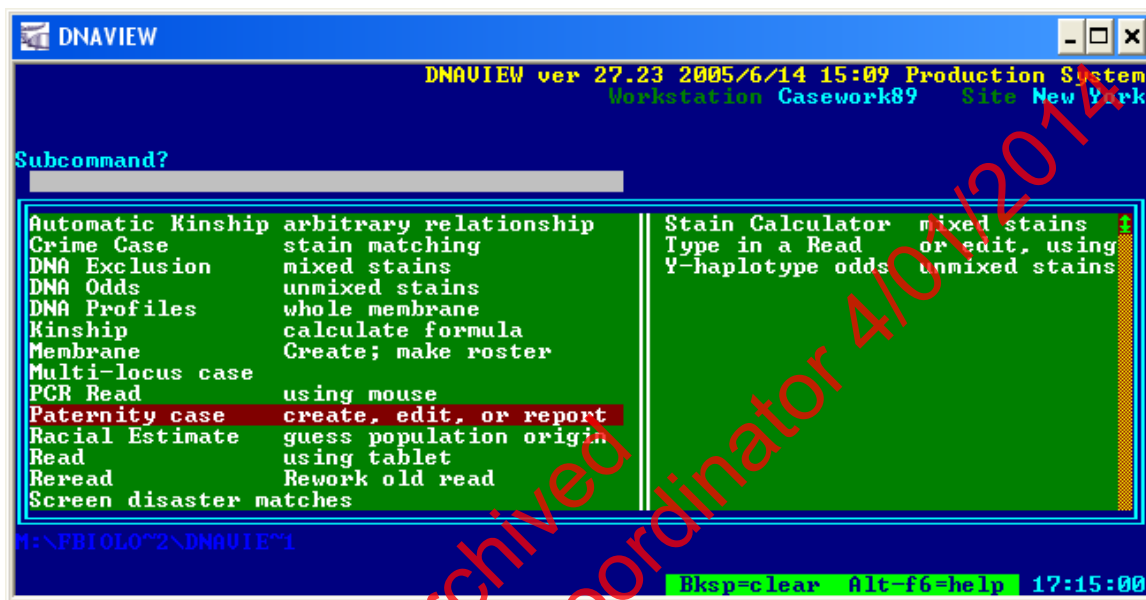 DNAVIEW
DNAVIEW ver 27.23 2005/6/14 15:09 Production System
Workstation Casework89 Site New York
Subcommand?
Automatic Kinship arbitrary relationship
Crime Case stain matching
DNA Exclusion mixed stains
DNA Odds unmixed stains
DNA Profiles whole membrane
Kinship calculate formula
Membrane Create; make roster
Multi-locus case
PCR Read using mouse
Paternity case create, edit, or report
Racial Estimate guess population origin
Read using tablet
Reread Rework old read
Screen disaster matches
Stain Calculator mixed stains
Type in a Read or edit, using
Y-haplotype odds unmixed stains
M:\FBIOLO~2\DNAVIE~1
Bksp=clear Alt-f6=help 17:15:00
rchived
ordinator 4/01/2014